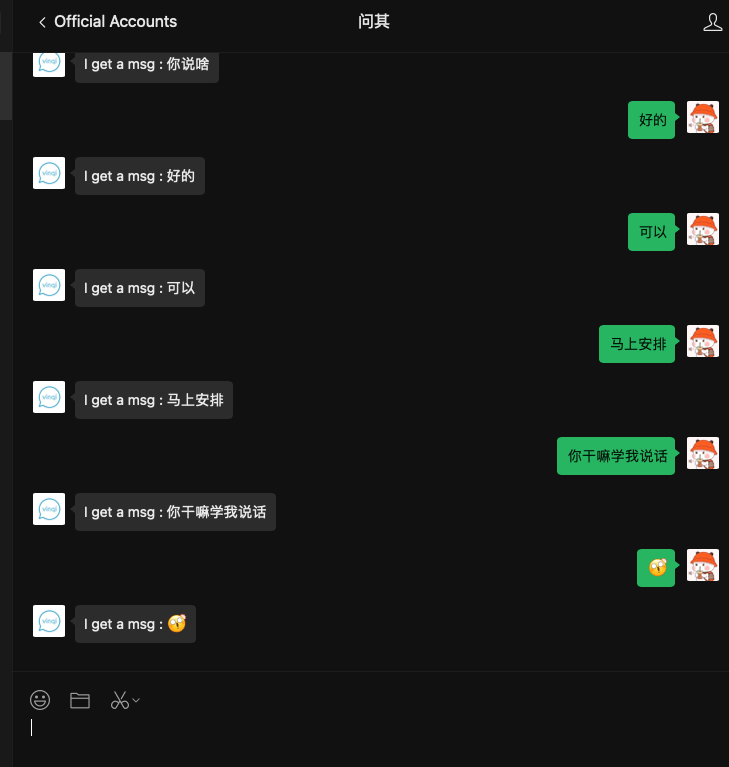 Official Accounts
问其
I get a msg : 你说啥
好的
I get a msg : 好的
可以
I get a msg : 可以
马上安排
I get a msg : 马上安排
你干嘛学我说话
I get a msg : 你干嘛学我说话
I get a msg :